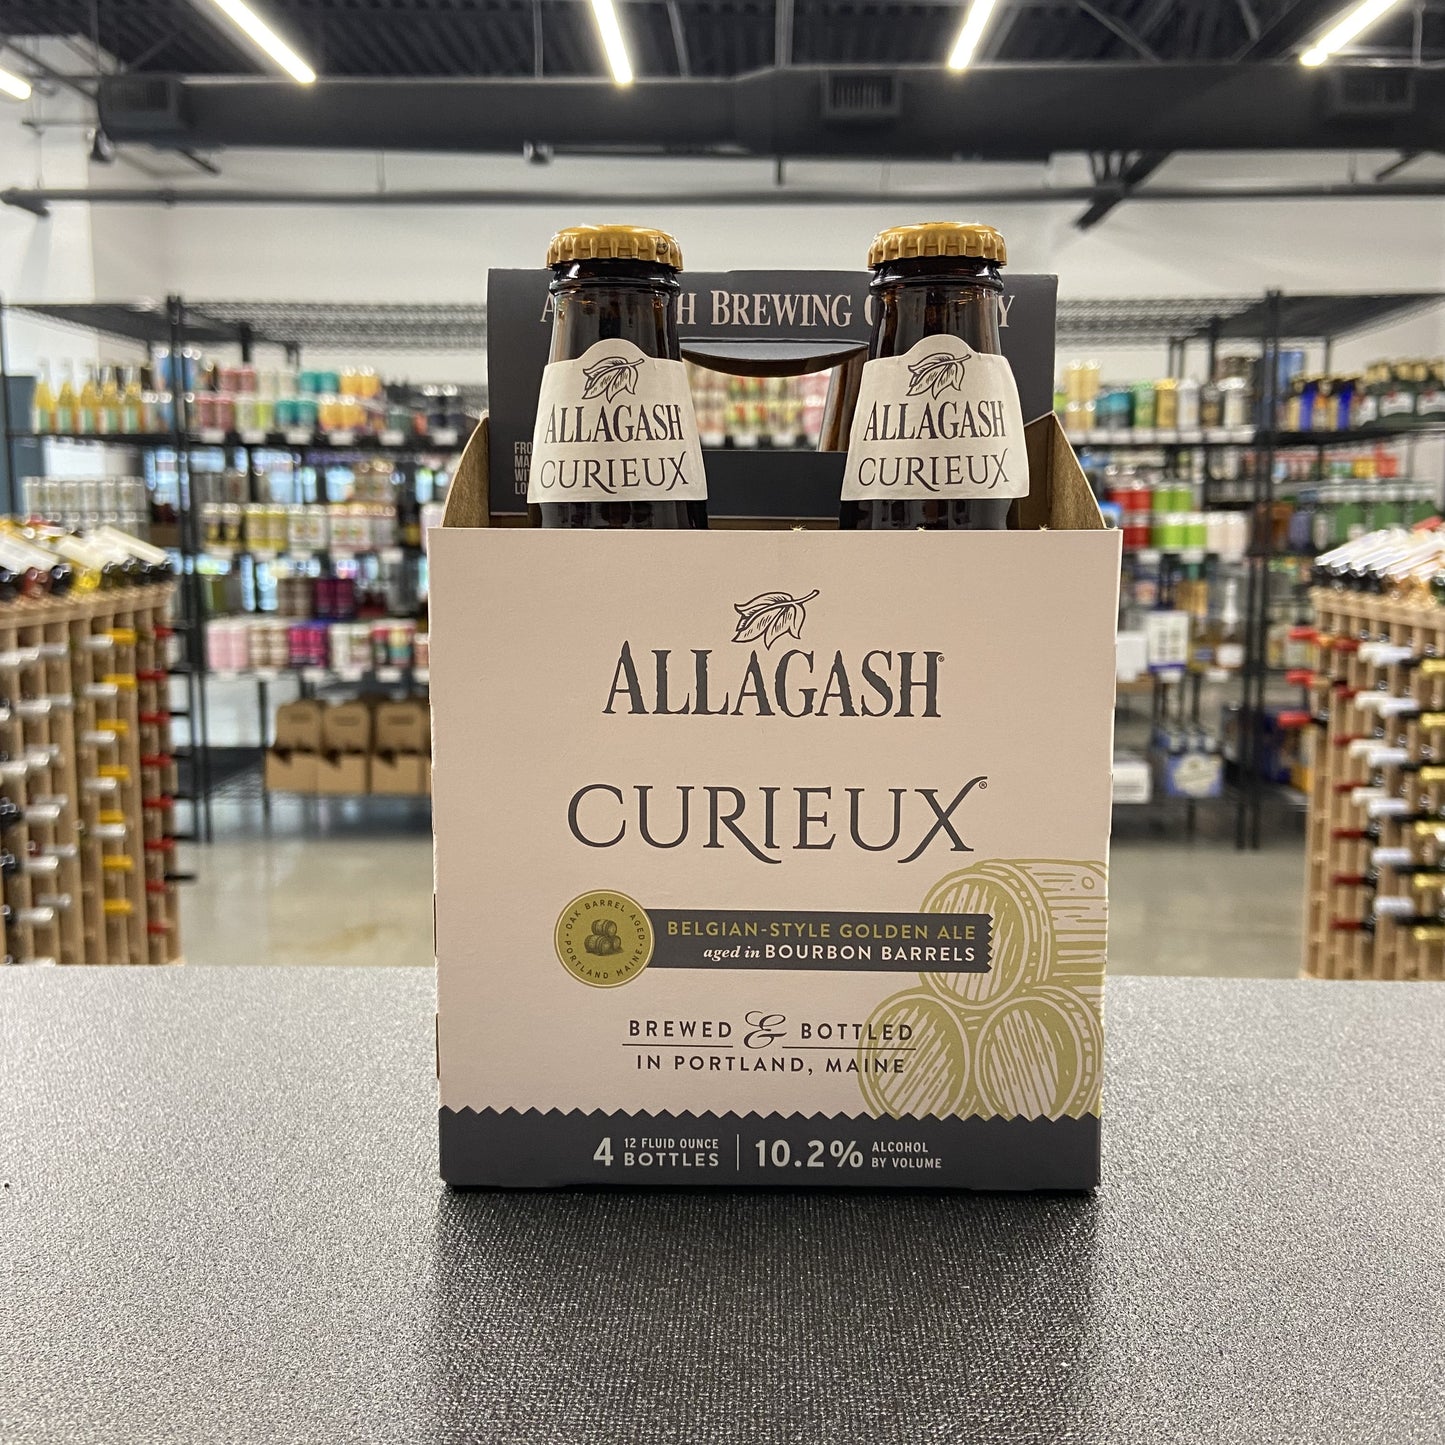 BREWING
ALLAGASH
CURIEUX
ALLAGASH
CURIEUX
ALLAGASH®
CURIEUX®
OAK BARREL AGED
PORTLAND MAINE
BELGIAN-STYLE GOLDEN ALE
aged in BOURBON BARRELS
BREWED & BOTTLED
IN PORTLAND, MAINE
4 12 FLUID OUNCE BOTTLES | 10.2% ALCOHOL BY VOLUME